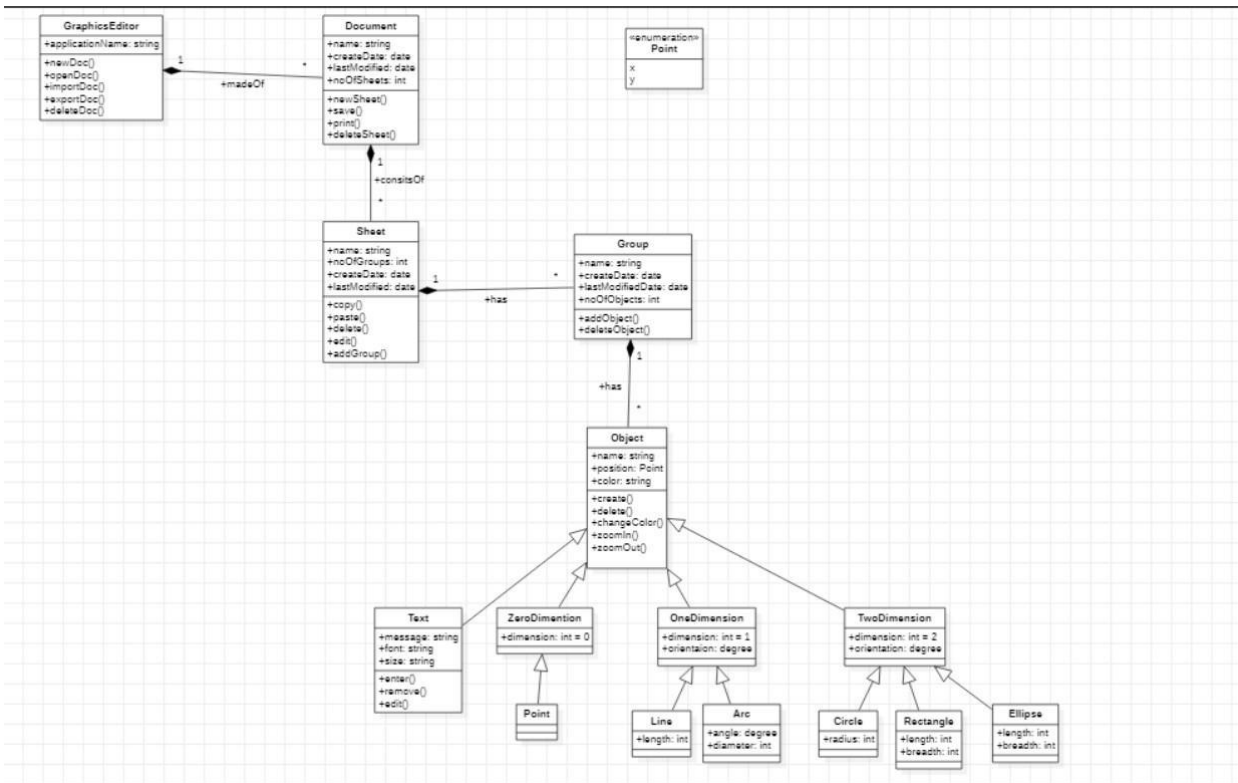 GraphicsEditor
+applicationName: string
+newDoc()
+openDoc()
+importDoc()
+exportDoc()
+deleteDoc()
1
*
+madeOf
Document
+name: string
+createDate: date
+lastModified: date
+noOfSheets: int
+newSheet()
+save()
+print()
+deleteSheet()
«enumeration»
Point
x
y
1
+consitsOf
*
Sheet
+name: string
+noOfGroups: int
+createDate: date
+lastModified: date
+copy()
+paste()
+delete()
+edit()
+addGroup()
1
*
+has
Group
+name: string
+createDate: date
+lastModifiedDate: date
+noOfObjects: int
+addObject()
+deleteObject()
1
+has
*
Object
+name: string
+position: Point
+color: string
+create()
+delete()
+changeColor()
+zoomIn()
+zoomOut()
Text
+message: string
+font: string
+size: string
+enter()
+remove()
+edit()
ZeroDimention
+dimension: int = 0
OneDimension
+dimension: int = 1
+orientaion: degree
TwoDimension
+dimension: int = 2
+orientation: degree
Point
Line
+length: int
Arc
+angle: degree
+diameter: int
Circle
+radius: int
Rectangle
+length: int
+breadth: int
Ellipse
+length: int
+breadth: int